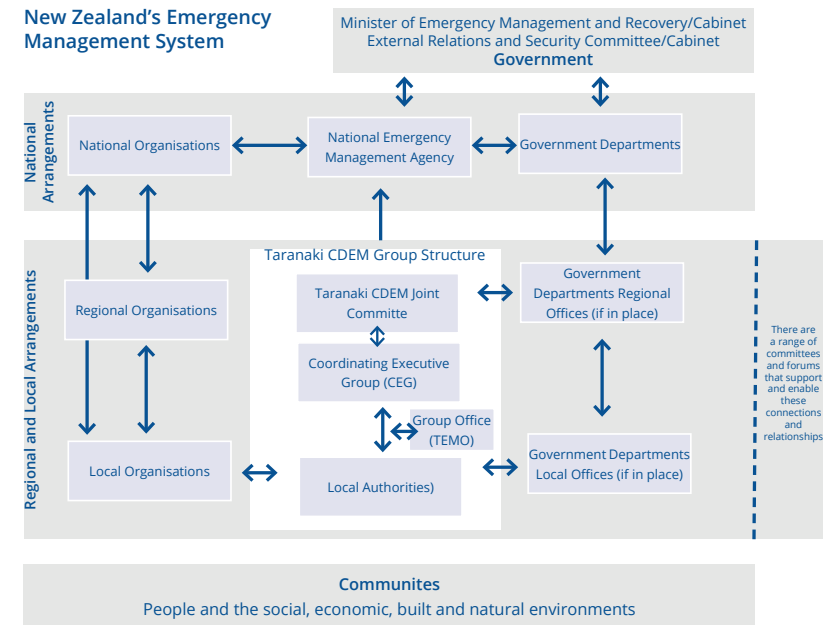 New Zealand's Emergency
Management System
Minister of Emergency Management and Recovery/Cabinet
External Relations and Security Committee/Cabinet
Government
National
Arrangements
National Organisations
National Emergency
Management Agency
Government Departments
Regional and Local Arrangements
Taranaki CDEM Group Structure
Taranaki CDEM Joint
Committe
Government
Departments Regional
Offices (if in place)
Regional Organisations
Coordinating Executive
Group (CEG)
Group Office
(TEMO)
Local Organisations
Local Authorities)
Government Departments
Local Offices (if in place)
There are
a range of
committees
and forums
that support
and enable
these
connections
and
relationships
Communites
People and the social, economic, built and natural environments